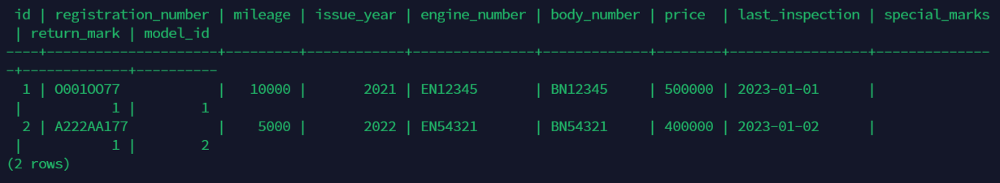 id | registration_number | mileage | issue_year | engine_number | body_number | price  | last_inspection | special_marks
 | return_mark | model_id
----+---------------------+---------+------------+---------------+-------------+--------+-----------------+--------------
-+-------------+----------
  1 | O001OO77            |   10000 |       2021 | EN12345       | BN12345     | 500000 | 2023-01-01      |
 |           1 |        1
  2 | A222AA177           |    5000 |       2022 | EN54321       | BN54321     | 400000 | 2023-01-02      |
 |           1 |        2
(2 rows)